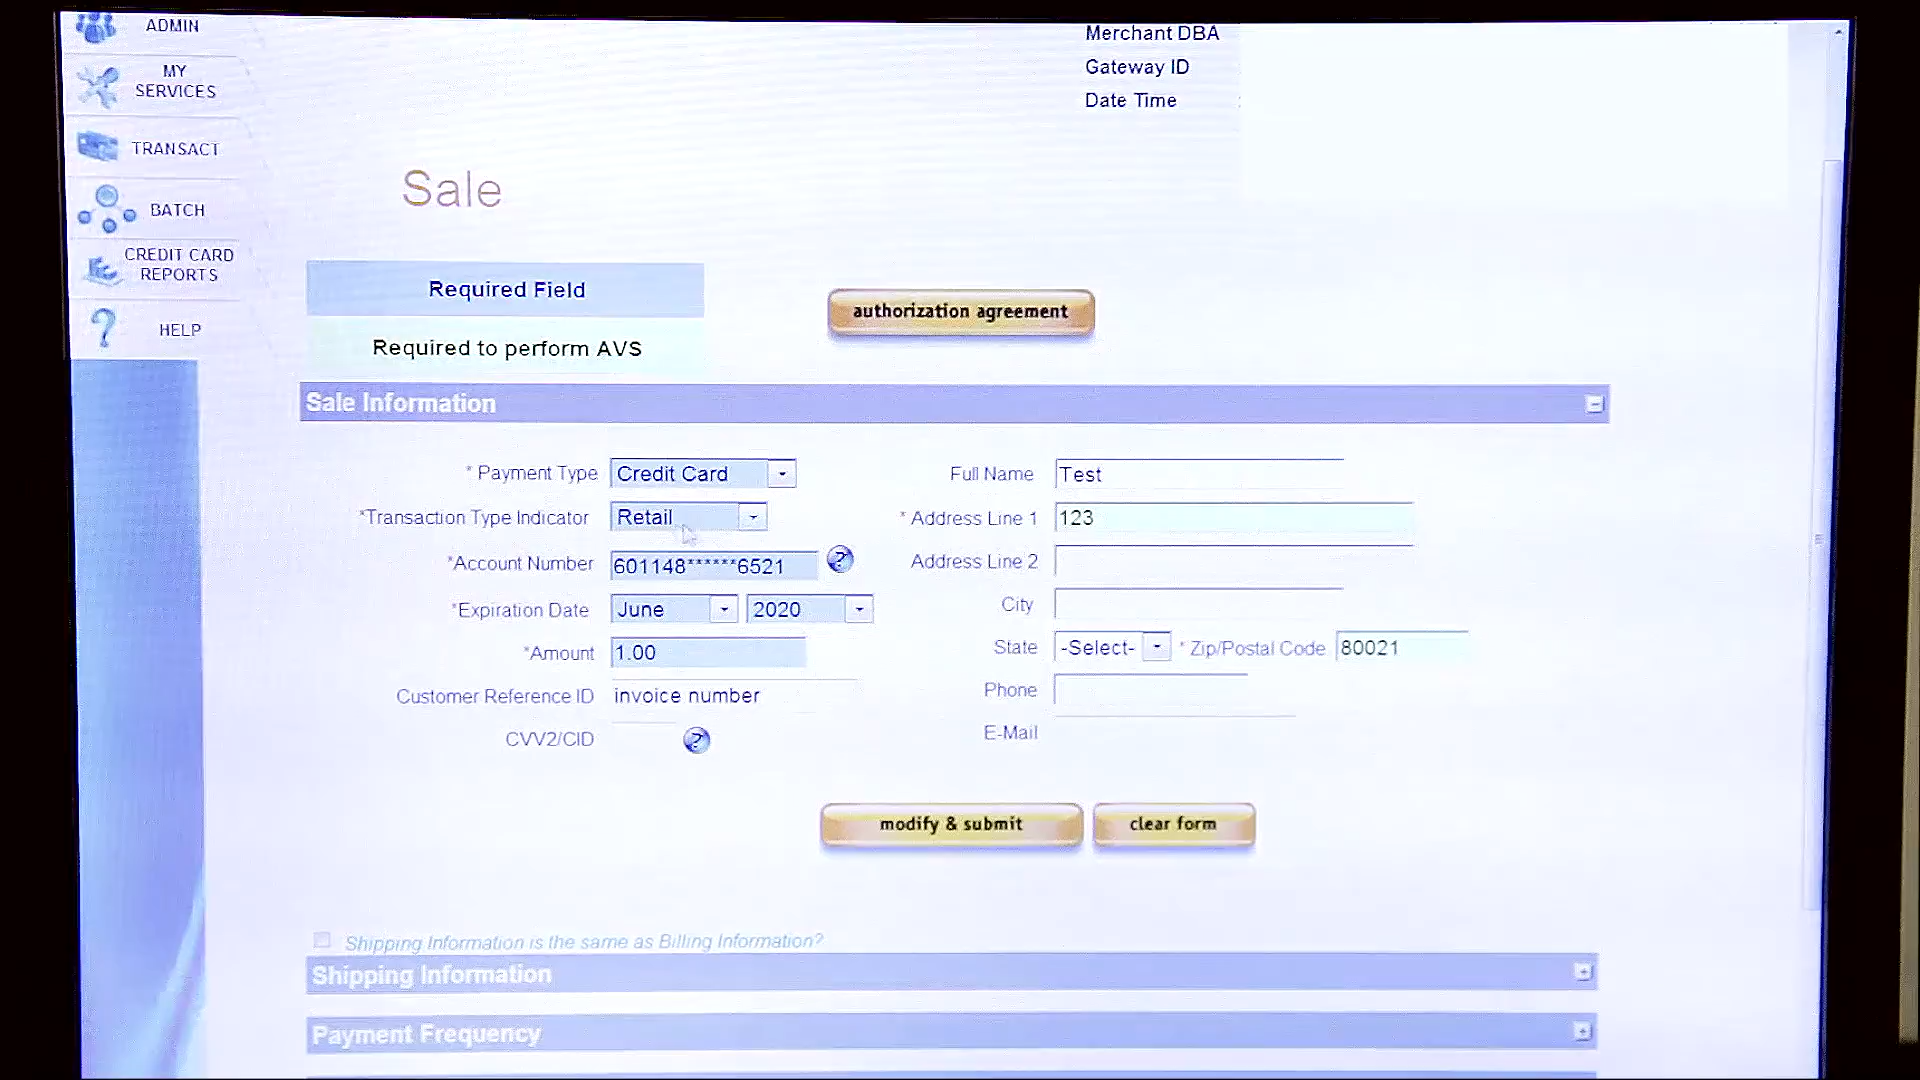 ADMIN
MY
SERVICES
TRANSACT
BATCH
CREDIT CARD
REPORTS
HELP
Merchant DBA
Gateway ID
Date Time
Sale
Required Field
Required to perform AVS
authorization agreement
Sale Information
* Payment Type Credit Card
*Transaction Type Indicator Retail
*Account Number 601148******6521
*Expiration Date June 2020
*Amount 1.00
Customer Reference ID invoice number
CVV2/CID
Full Name Test
* Address Line 1 123
Address Line 2
City
State -Select- * Zip/Postal Code 80021
Phone
E-Mail
modify & submit clear form
Shipping Information is the same as Billing Information?
Shipping Information
Payment Frequency